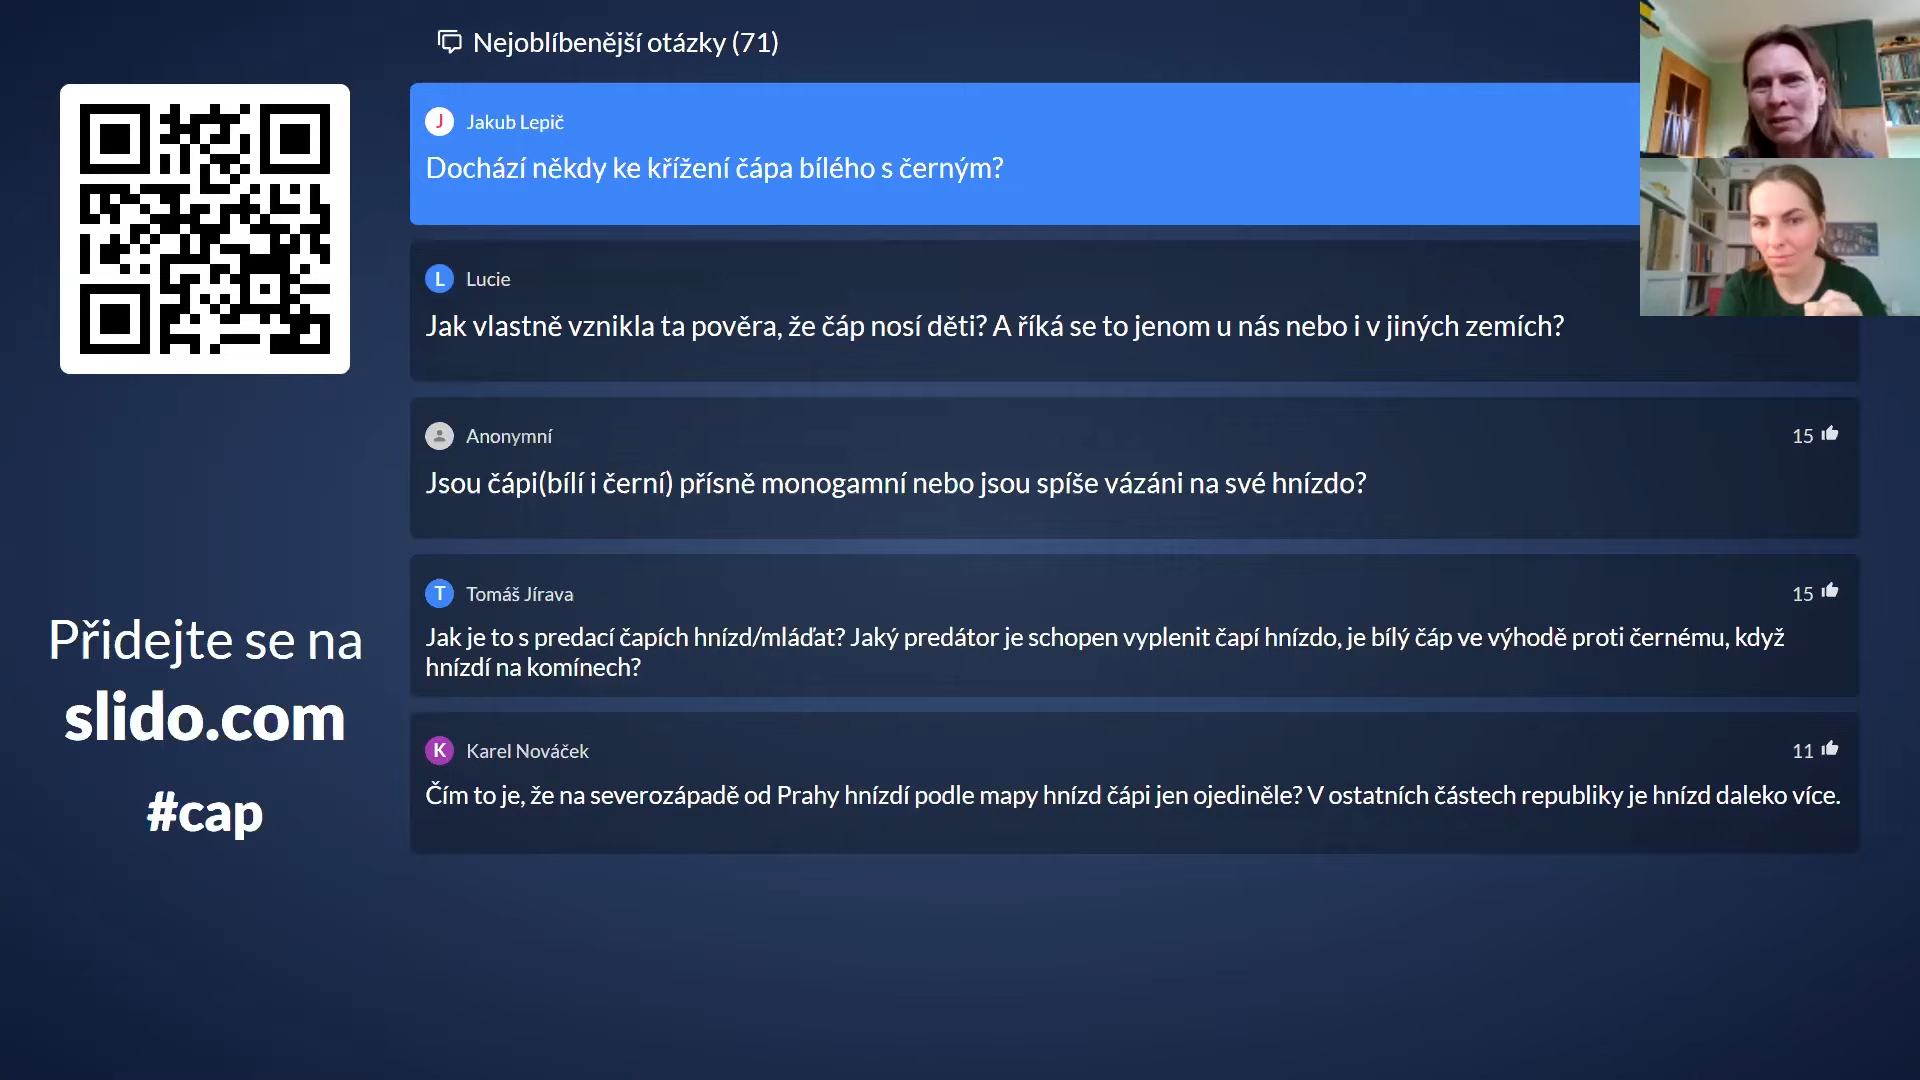 Nejoblíbenější otázky (71)
J Jakub Lepič
Dochází někdy ke křížení čápa bílého s černým?
L Lucie
Jak vlastně vznikla ta pověra, že čáp nosí děti? A říká se to jenom u nás nebo i v jiných zemích?
Anonymní 15
Jsou čápi(bílí i černí) přísně monogamní nebo jsou spíše vázáni na své hnízdo?
T Tomáš Jírava 15
Jak je to s predací čapích hnízd/mláďat? Jaký predátor je schopen vyplenit čapí hnízdo, je bílý čáp ve výhodě proti černému, když
hnízdí na komínech?
K Karel Nováček 11
Čím to je, že na severozápadě od Prahy hnízdí podle mapy hnízd čápi jen ojediněle? V ostatních částech republiky je hnízd daleko více.
Přidejte se na
slido.com
#cap